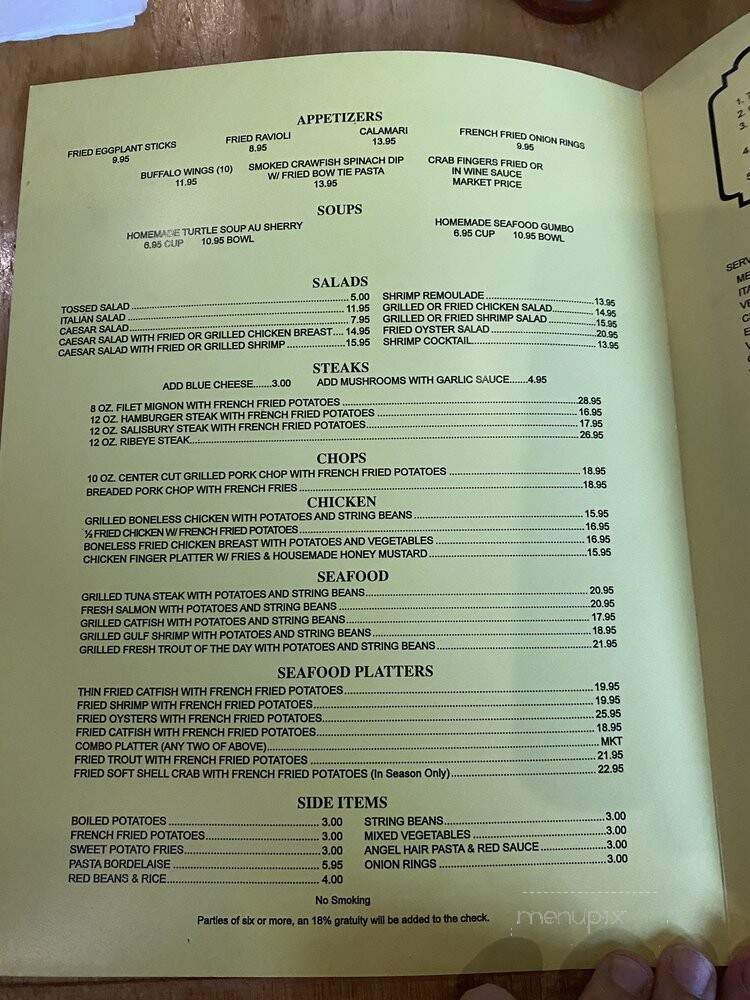 APPETIZERS
FRIED EGGPLANT STICKS 9.95
FRIED RAVIOLI 8.95
CALAMARI 13.95
FRENCH FRIED ONION RINGS 9.95
BUFFALO WINGS (10) 11.95
SMOKED CRAWFISH SPINACH DIP
W/ FRIED BOW TIE PASTA
13.95
CRAB FINGERS FRIED OR
IN WINE SAUCE
MARKET PRICE
SOUPS
HOMEMADE TURTLE SOUP AU SHERRY
6.95 CUP 10.95 BOWL
HOMEMADE SEAFOOD GUMBO
6.95 CUP 10.95 BOWL
SALADS
TOSSED SALAD 5.00
ITALIAN SALAD 11.95
CAESAR SALAD 7.95
CAESAR SALAD WITH FRIED OR GRILLED CHICKEN BREAST.... 14.95
CAESAR SALAD WITH FRIED OR GRILLED SHRIMP 15.95
SHRIMP REMOULADE 13.95
GRILLED OR FRIED CHICKEN SALAD 14.95
GRILLED OR FRIED SHRIMP SALAD 15.95
FRIED OYSTER SALAD 20.95
SHRIMP COCKTAIL 13.95
STEAKS
ADD BLUE CHEESE.......3.00 ADD MUSHROOMS WITH GARLIC SAUCE.......4.95
8 OZ. FILET MIGNON WITH FRENCH FRIED POTATOES 28.95
12 OZ. HAMBURGER STEAK WITH FRENCH FRIED POTATOES 16.95
12 OZ. SALISBURY STEAK WITH FRENCH FRIED POTATOES 17.95
12 OZ. RIBEYE STEAK 26.95
CHOPS
10 OZ. CENTER CUT GRILLED PORK CHOP WITH FRENCH FRIED POTATOES 18.95
BREADED PORK CHOP WITH FRENCH FRIES 18.95
CHICKEN
GRILLED BONELESS CHICKEN WITH POTATOES AND STRING BEANS 15.95
½ FRIED CHICKEN W/ FRENCH FRIED POTATOES 16.95
BONELESS FRIED CHICKEN BREAST WITH POTATOES AND VEGETABLES 16.95
CHICKEN FINGER PLATTER W/ FRIES & HOUSEMADE HONEY MUSTARD 15.95
SEAFOOD
GRILLED TUNA STEAK WITH POTATOES AND STRING BEANS 20.95
FRESH SALMON WITH POTATOES AND STRING BEANS 20.95
GRILLED CATFISH WITH POTATOES AND STRING BEANS 17.95
GRILLED GULF SHRIMP WITH POTATOES AND STRING BEANS 18.95
GRILLED FRESH TROUT OF THE DAY WITH POTATOES AND STRING BEANS 21.95
SEAFOOD PLATTERS
THIN FRIED CATFISH WITH FRENCH FRIED POTATOES 19.95
FRIED SHRIMP WITH FRENCH FRIED POTATOES 19.95
FRIED OYSTERS WITH FRENCH FRIED POTATOES 25.95
FRIED CATFISH WITH FRENCH FRIED POTATOES 18.95
COMBO PLATTER (ANY TWO OF ABOVE) MKT
FRIED TROUT WITH FRENCH FRIED POTATOES 21.95
FRIED SOFT SHELL CRAB WITH FRENCH FRIED POTATOES (In Season Only) 22.95
SIDE ITEMS
BOILED POTATOES 3.00
FRENCH FRIED POTATOES 3.00
SWEET POTATO FRIES 3.00
PASTA BORDELAISE 5.95
RED BEANS & RICE 4.00
STRING BEANS 3.00
MIXED VEGETABLES 3.00
ANGEL HAIR PASTA & RED SAUCE 3.00
ONION RINGS 3.00
No Smoking
Parties of six or more, an 18% gratuity will be added to the check.
menupix